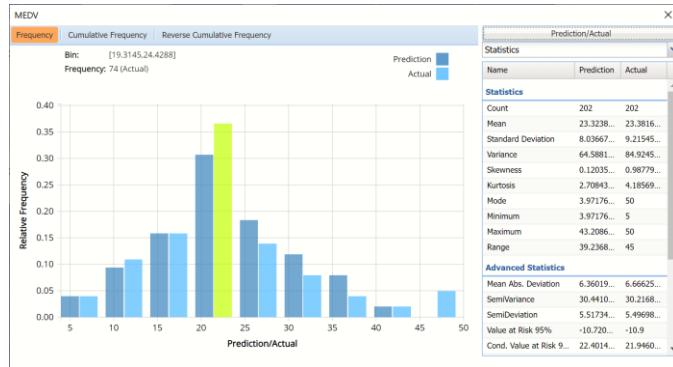 MEDV
Frequency Cumulative Frequency Reverse Cumulative Frequency
Bin: [19.3145,24.4288]
Frequency: 74 (Actual)
Prediction
Actual
0.40
0.35
0.30
0.25
0.20
0.15
0.10
0.05
0.00
Relative Frequency
5 10 15 20 25 30 35 40 45 50
Prediction/Actual
Prediction/Actual
Statistics
Name Prediction Actual
Statistics
Count 202 202
Mean 23.3238... 23.3816...
Standard Deviation 8.03667... 9.21545...
Variance 64.5881... 84.9245...
Skewness 0.12035... 0.98779...
Kurtosis 2.70843... 4.18569...
Mode 3.97176... 50
Minimum 3.97176... 5
Maximum 43.2086... 50
Range 39.2368... 45
Advanced Statistics
Mean Abs. Deviation 6.36019... 6.66625...
SemiVariance 30.4410... 30.2168...
SemiDeviation 5.51734... 5.49698...
Value at Risk 95% -10.720... -10.9
Cond. Value at Risk 9... 22.4014... 21.9460...